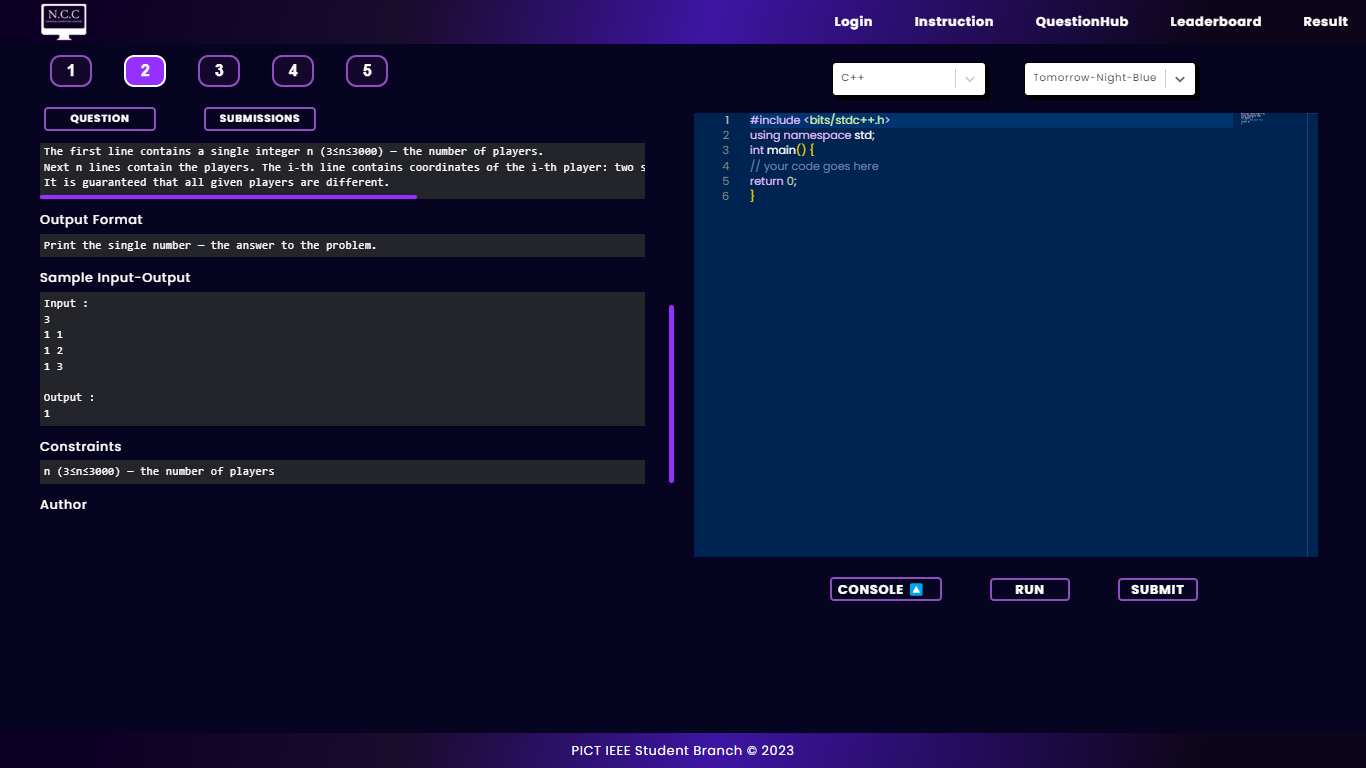 N.C.C
Login Instruction QuestionHub Leaderboard Result
1 2 3 4 5
C++
Tomorrow-Night-Blue
QUESTION SUBMISSIONS
The first line contains a single integer n (3≤n≤3000) — the number of players.
Next n lines contain the players. The i-th line contains coordinates of the i-th player: two s
It is guaranteed that all given players are different.
Output Format
Print the single number — the answer to the problem.
Sample Input-Output
Input :
3
1 1
1 2
1 3
Output :
1
Constraints
n (3≤n≤3000) — the number of players
Author
1 #include <bits/stdc++.h>
2 using namespace std;
3 int main() {
4 // your code goes here
5 return 0;
6 }
CONSOLE RUN SUBMIT
PICT IEEE Student Branch © 2023